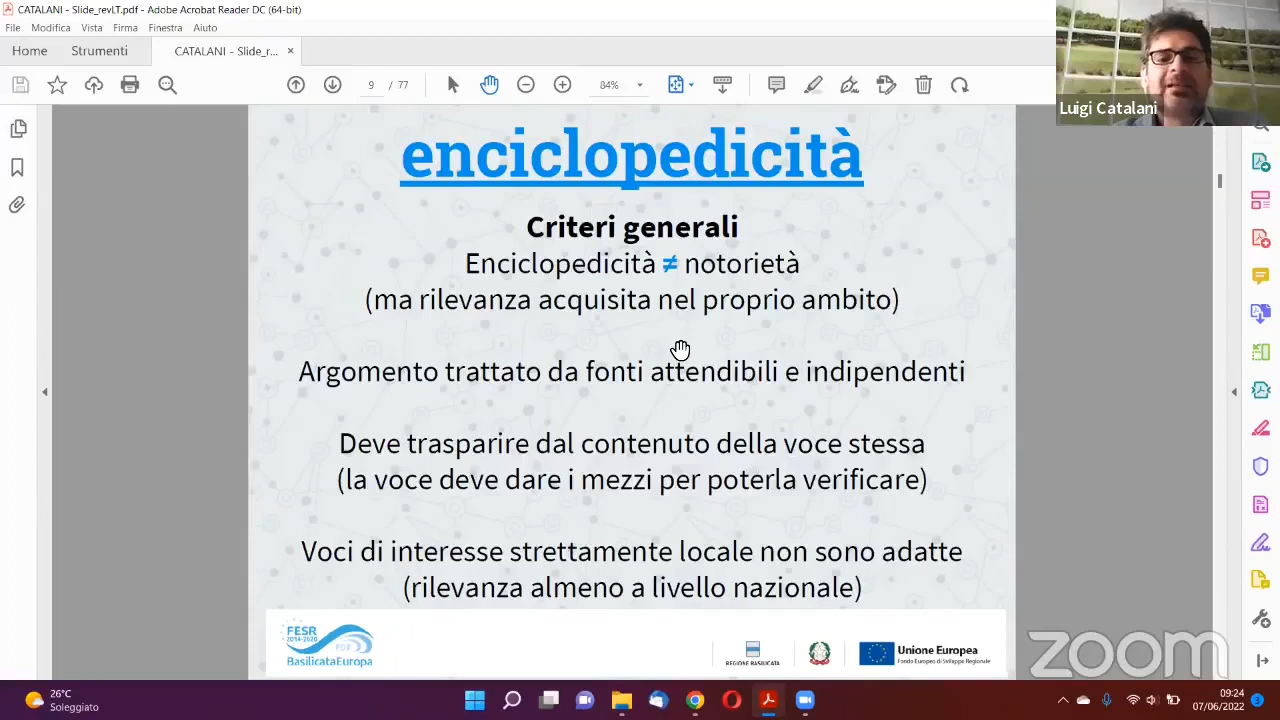 CATALANI - Slide_revLT.pdf - Adobe Acrobat Reader DC (64-bit)
File Modifica Vista Firma Finestra Aiuto
Home Strumenti CATALANI - Slide_r... ×
9 / 77 84%
Luigi Catalani
enciclopedicità
Criteri generali
Enciclopedicità ≠ notorietà
(ma rilevanza acquisita nel proprio ambito)
Argomento trattato da fonti attendibili e indipendenti
Deve trasparire dal contenuto della voce stessa
(la voce deve dare i mezzi per poterla verificare)
Voci di interesse strettamente locale non sono adatte
(rilevanza almeno a livello nazionale)
FESR
2014-2020
BasilicataEuropa
REGIONE BASILICATA
Unione Europea
Fondo Europeo di Sviluppo Regionale
zoom
26°C
Soleggiato
09:24
07/06/2022
3